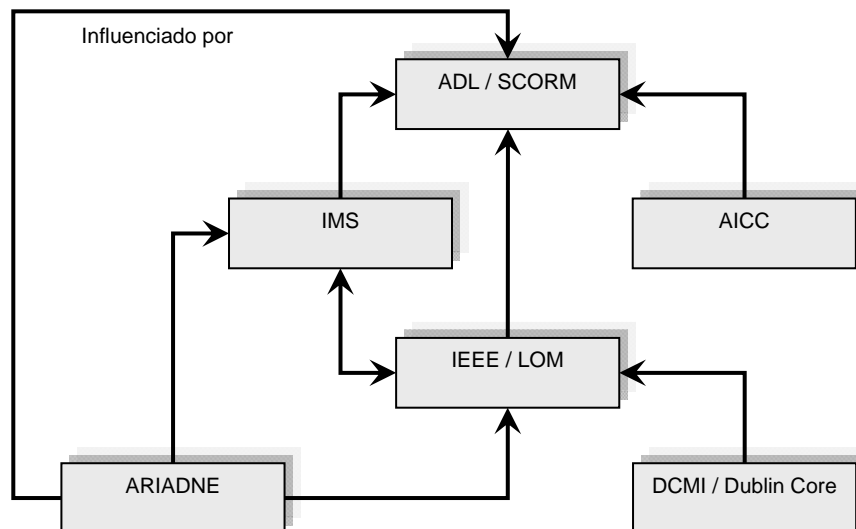 Influenciado por
ADL / SCORM
IMS
AICC
IEEE / LOM
ARIADNE
DCMI / Dublin Core